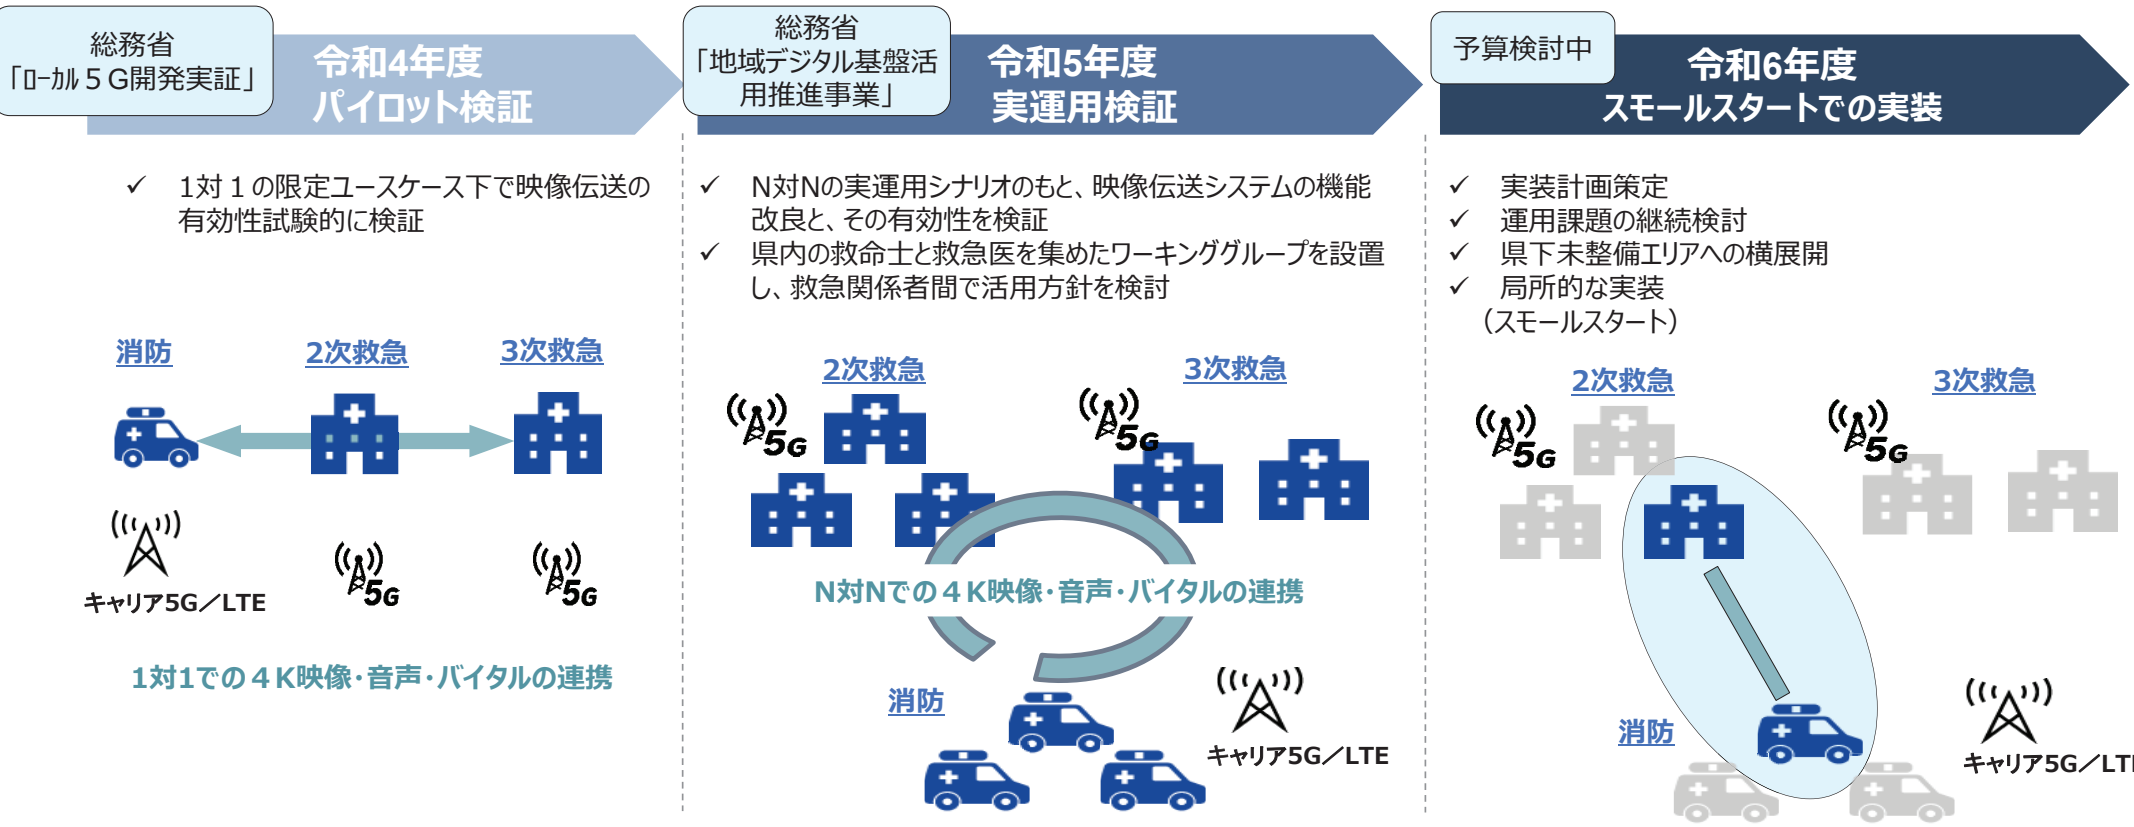 総務省
「ﾛｰｶﾙ５G開発実証」
令和4年度
パイロット検証
✓ 1対１の限定ユースケース下で映像伝送の
有効性試験的に検証
消防
2次救急
3次救急
キャリア5G／LTE
5G
5G
1対1での４K映像・音声・バイタルの連携
総務省
「地域デジタル基盤活
用推進事業」
令和5年度
実運用検証
✓ N対Nの実運用シナリオのもと、映像伝送システムの機能
改良と、その有効性を検証
✓ 県内の救命士と救急医を集めたワーキンググループを設置
し、救急関係者間で活用方針を検討
2次救急
3次救急
5G
5G
N対Nでの４K映像・音声・バイタルの連携
消防
キャリア5G／LTE
予算検討中
令和6年度
スモールスタートでの実装
✓ 実装計画策定
✓ 運用課題の継続検討
✓ 県下未整備エリアへの横展開
✓ 局所的な実装
（スモールスタート）
2次救急
3次救急
5G
5G
消防
キャリア5G／LTE